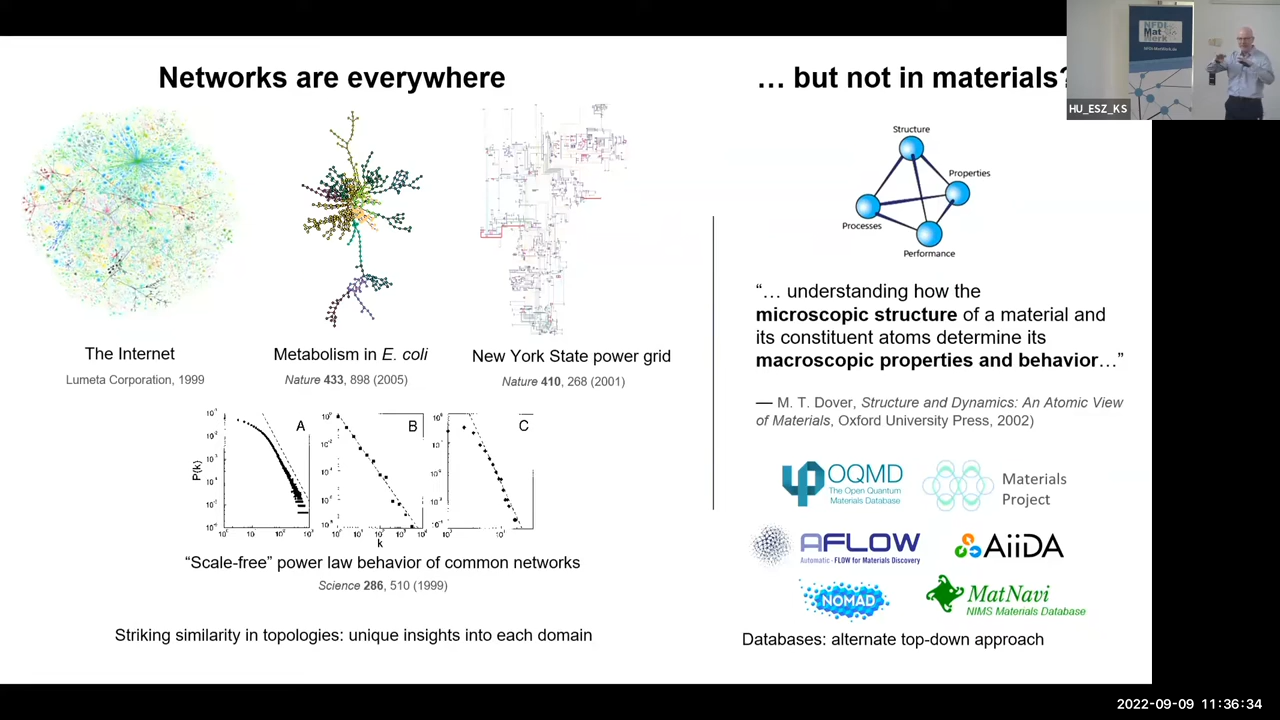 Networks are everywhere
The Internet
Lumeta Corporation, 1999
Metabolism in E. coli
Nature 433, 898 (2005)
New York State power grid
Nature 410, 268 (2001)
P(k)
A
B
C
k
“Scale-free” power law behavior of common networks
Science 286, 510 (1999)
Striking similarity in topologies: unique insights into each domain
… but not in materials?
Structure
Properties
Processes
Performance
“… understanding how the
microscopic structure of a material and
its constituent atoms determine its
macroscopic properties and behavior…”
— M. T. Dover, Structure and Dynamics: An Atomic View
of Materials, Oxford University Press, 2002)
OQMD
The Open Quantum
Materials Database
Materials
Project
AFLOW
Automatic - FLOW for Materials Discovery
AiiDA
NOMAD
MatNavi
NIMS Materials Database
Databases: alternate top-down approach
NFDI
Mat
Werk
HU_ESZ_KS
2022-09-09 11:36:34